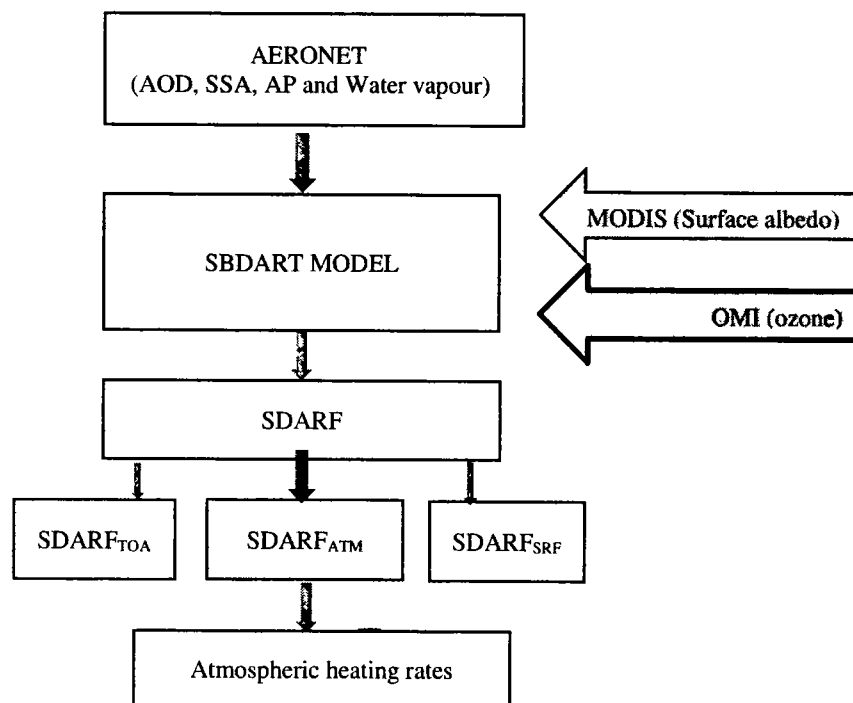 AERONET
(AOD, SSA, AP and Water vapour)
MODIS (Surface albedo)
SBDART MODEL
OMI (ozone)
SDARF
SDARFTOA
SDARFATM
SDARFSRF
Atmospheric heating rates